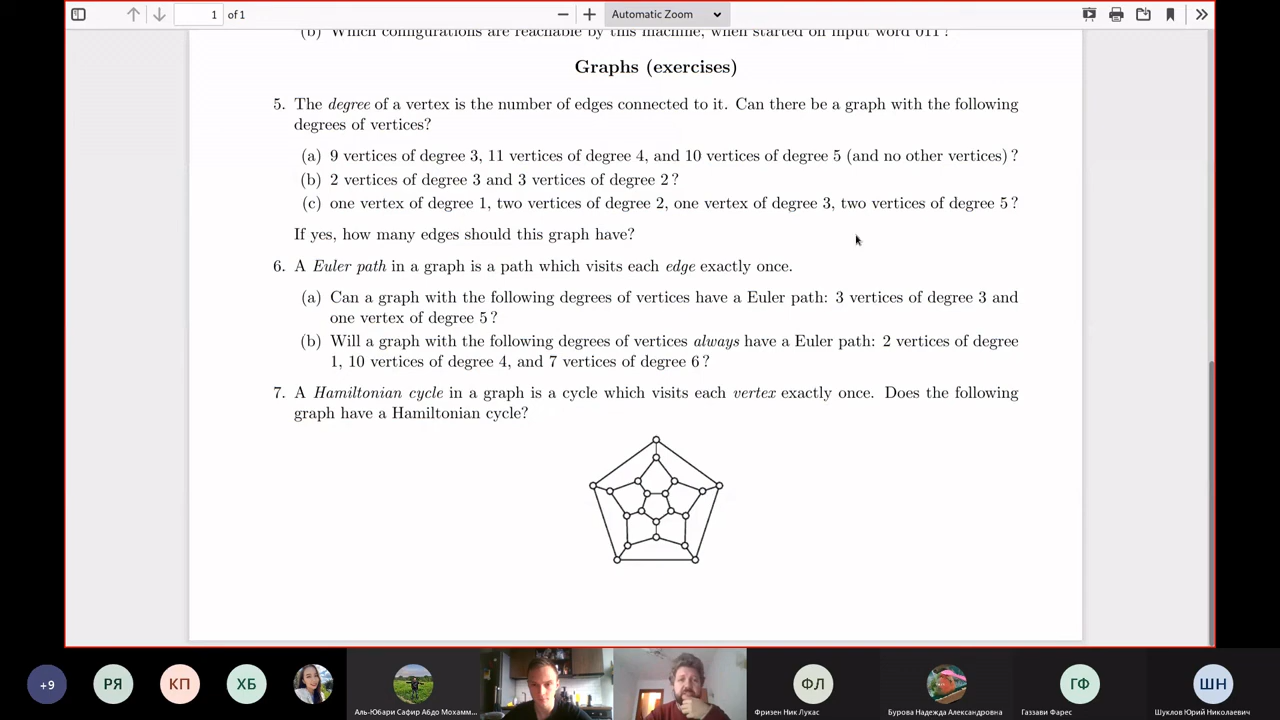 1 of 1
Automatic Zoom
(b) Which configurations are reachable by this machine, when started on input word 011?
Graphs (exercises)
5. The degree of a vertex is the number of edges connected to it. Can there be a graph with the following
degrees of vertices?
(a) 9 vertices of degree 3, 11 vertices of degree 4, and 10 vertices of degree 5 (and no other vertices)?
(b) 2 vertices of degree 3 and 3 vertices of degree 2?
(c) one vertex of degree 1, two vertices of degree 2, one vertex of degree 3, two vertices of degree 5?
If yes, how many edges should this graph have?
6. A Euler path in a graph is a path which visits each edge exactly once.
(a) Can a graph with the following degrees of vertices have a Euler path: 3 vertices of degree 3 and
one vertex of degree 5?
(b) Will a graph with the following degrees of vertices always have a Euler path: 2 vertices of degree
1, 10 vertices of degree 4, and 7 vertices of degree 6?
7. A Hamiltonian cycle in a graph is a cycle which visits each vertex exactly once. Does the following
graph have a Hamiltonian cycle?
+9 РЯ КП ХБ ФЛ ГФ ШН
Аль-Юбари Сафир Абдо Мохамм... Фризен Ник Лукас Бурова Надежда Александровна Газзави Фарес Шуклов Юрий Николаевич